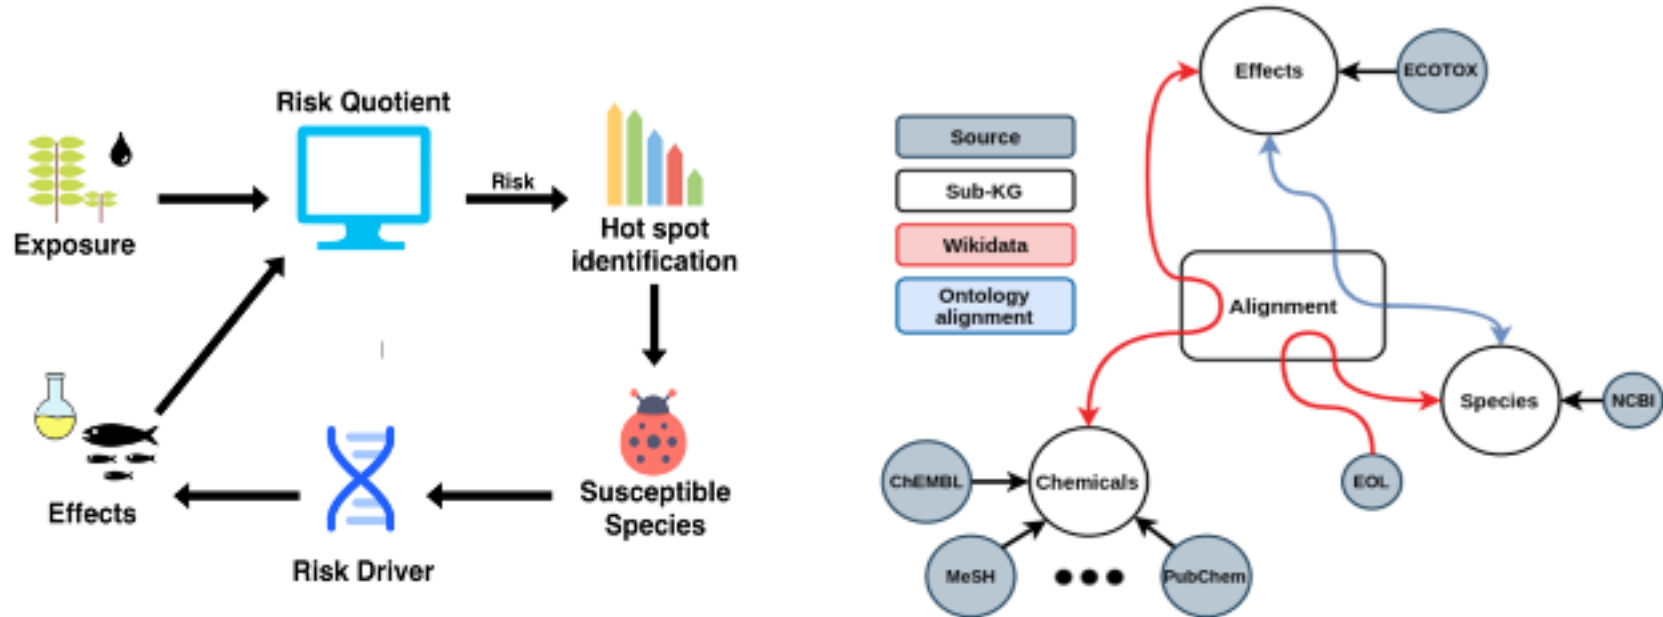 Risk Quotient
Exposure
Risk
Hot spot
identification
Susceptible
Species
Risk Driver
Effects
Source
Sub-KG
Wikidata
Ontology
alignment
Effects
ECOTOX
Alignment
Species
NCBI
EOL
ChEMBL
Chemicals
MeSH
PubChem